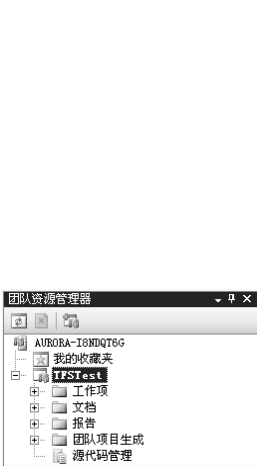 团队资源管理器
AURORA-I8NDQT6G
我的收藏夹
TFSTest
工作项
文档
报告
团队项目生成
源代码管理